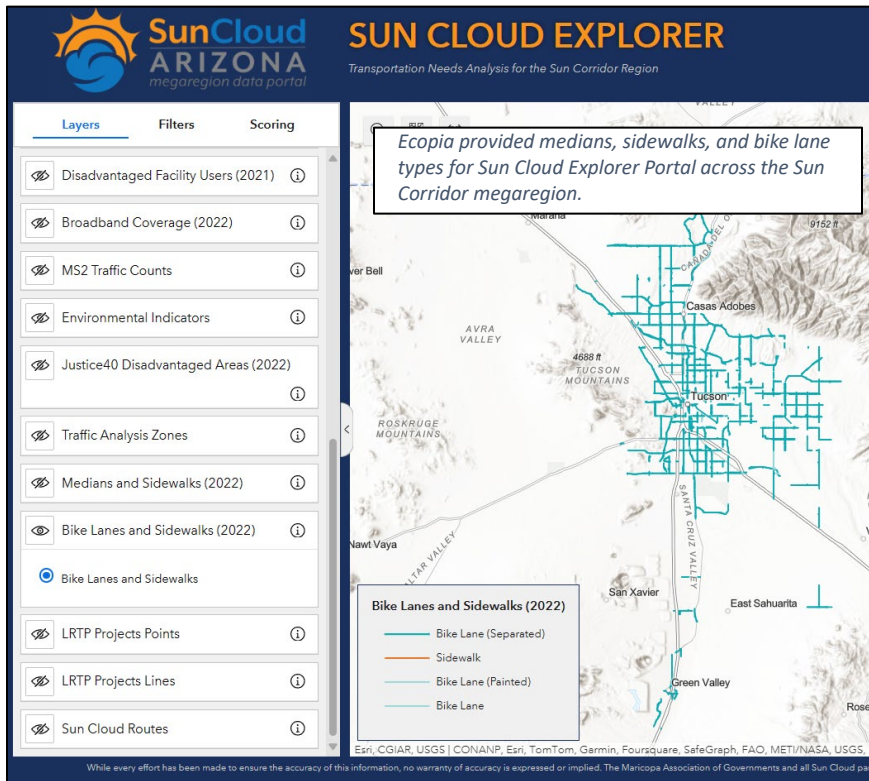 SunCloud
ARIZONA
megaregion data portal
SUN CLOUD EXPLORER
Transportation Needs Analysis for the Sun Corridor Region
Layers Filters Scoring
Disadvantaged Facility Users (2021)
Broadband Coverage (2022)
MS2 Traffic Counts
Environmental Indicators
Justice40 Disadvantaged Areas (2022)
Traffic Analysis Zones
Medians and Sidewalks (2022)
Bike Lanes and Sidewalks (2022)
Bike Lanes and Sidewalks
LRTP Projects Points
LRTP Projects Lines
Sun Cloud Routes
VALLEY
Ecopia provided medians, sidewalks, and bike lane
types for Sun Cloud Explorer Portal across the Sun
Corridor megaregion.
Marana
9152 ft
CANADA DEL O
ver Bell
Casas Adobes
AVRA
VALLEY
4688 ft
TUCSON
MOUNTAINS
Tucson
ROSKRUGE
MOUNTAINS
SANTA CRUZ VALLEY
Nawt Vaya
ALTAR VALLEY
San Xavier
East Sahuarita
Green Valley
Rose
Bike Lanes and Sidewalks (2022)
Bike Lane (Separated)
Sidewalk
Bike Lane (Painted)
Bike Lane
Esri, CGIAR, USGS | CONANP, Esri, TomTom, Garmin, Foursquare, SafeGraph, FAO, METI/NASA, USGS,
While every effort has been made to ensure the accuracy of this information, no warranty of accuracy is expressed or implied. The Maricopa Association of Governments and all Sun Cloud pa